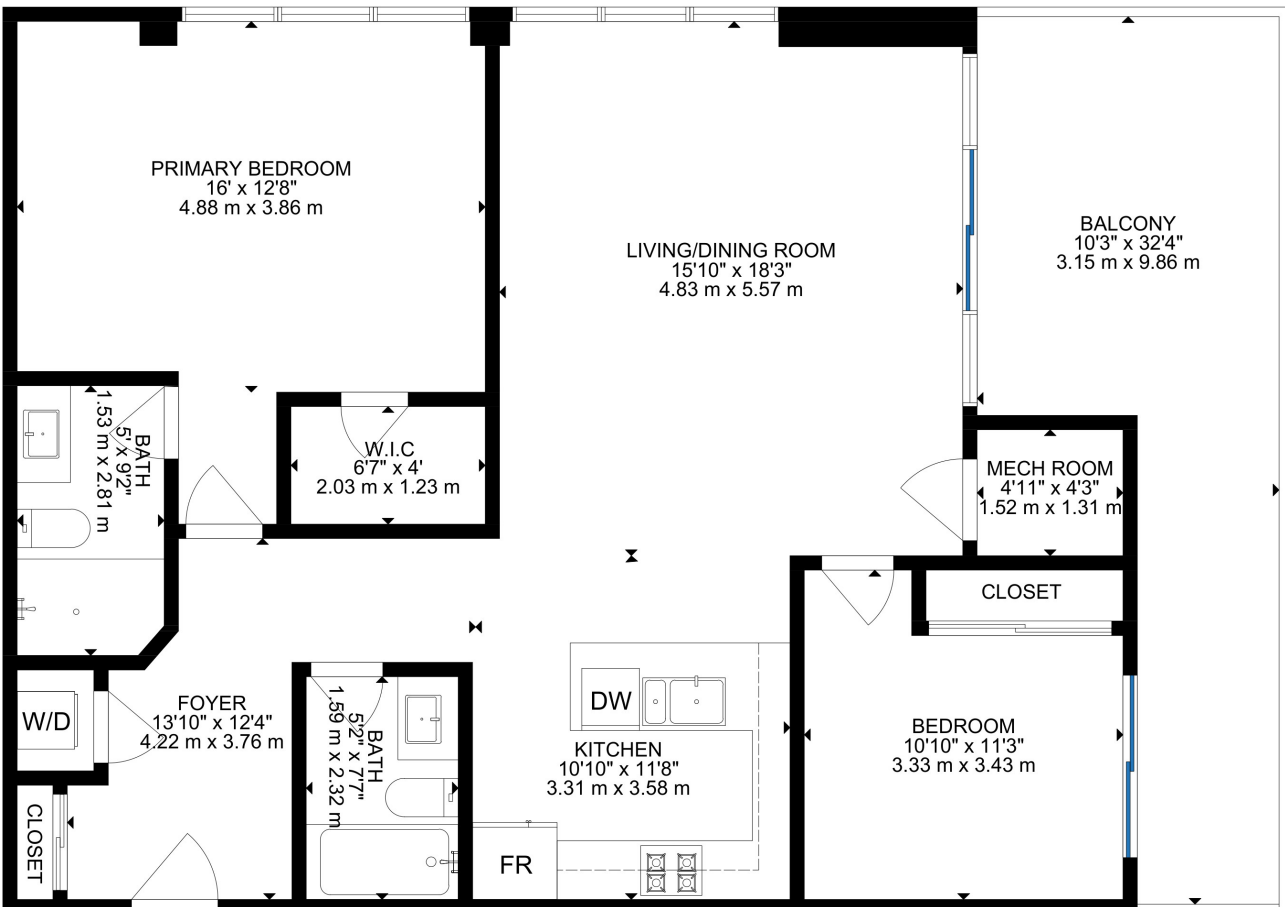 PRIMARY BEDROOM
16' x 12'8"
4.88 m x 3.86 m
LIVING/DINING ROOM
15'10" x 18'3"
4.83 m x 5.57 m
BALCONY
10'3" x 32'4"
3.15 m x 9.86 m
BATH
5' x 9'2"
1.53 m x 2.81 m
W.I.C
6'7" x 4'
2.03 m x 1.23 m
MECH ROOM
4'11" x 4'3"
1.52 m x 1.31 m
CLOSET
W/D
FOYER
13'10" x 12'4"
4.22 m x 3.76 m
BATH
5'2" x 7'7"
1.59 m x 2.32 m
DW
KITCHEN
10'10" x 11'8"
3.31 m x 3.58 m
BEDROOM
10'10" x 11'3"
3.33 m x 3.43 m
CLOSET
FR